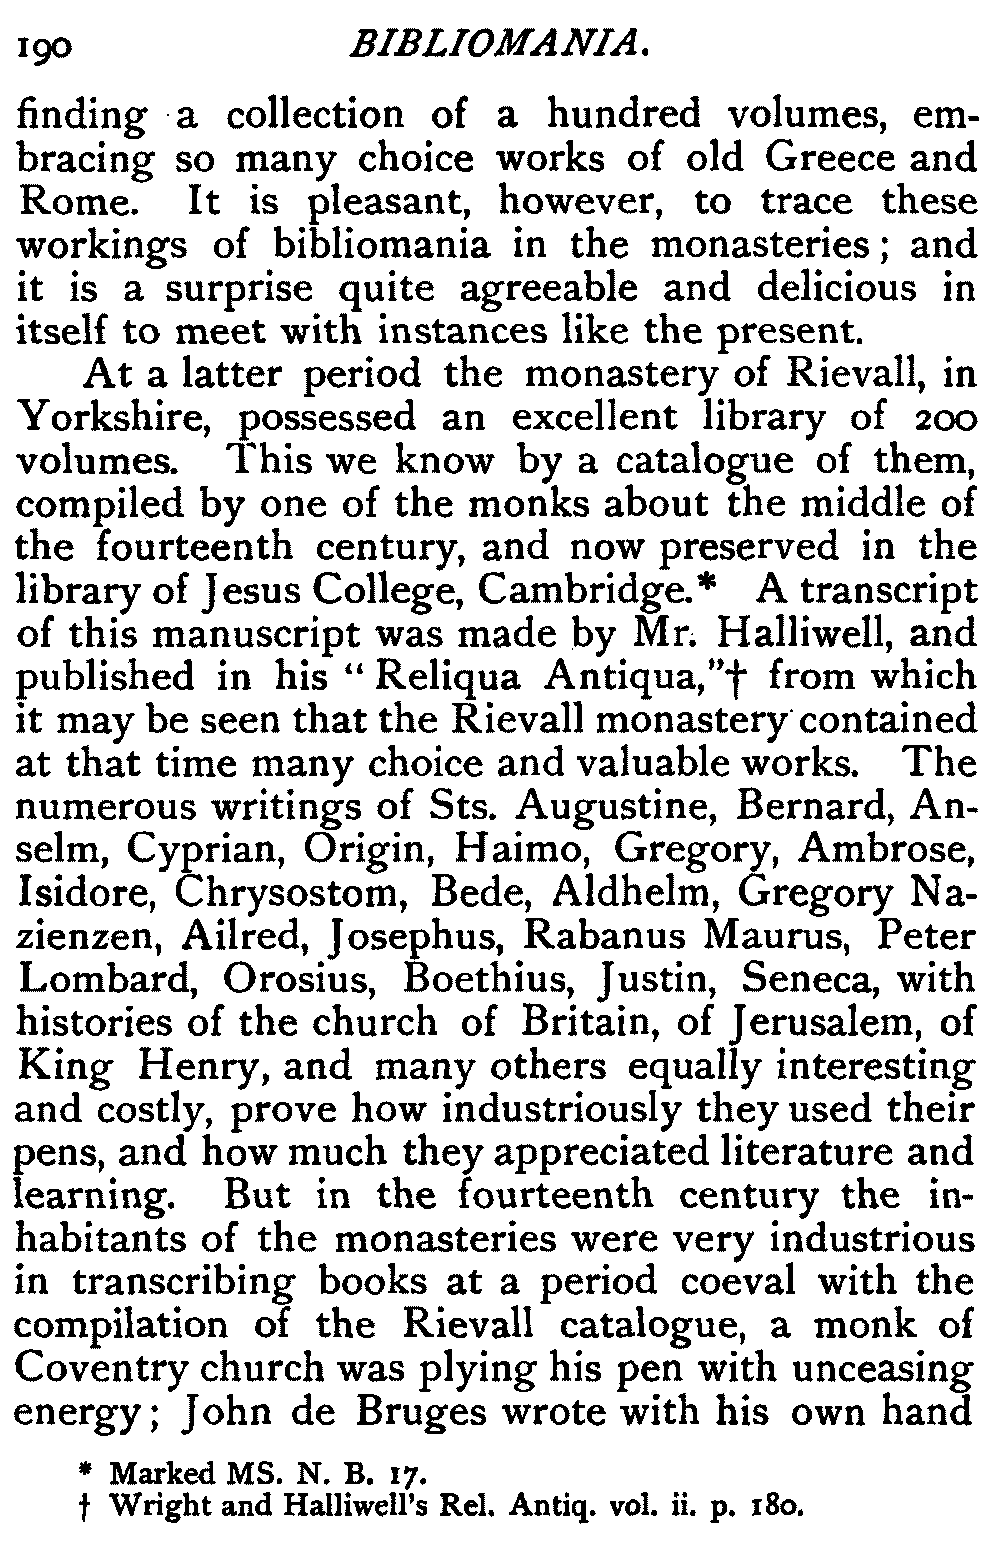 190 BIBLIOMANIA.
finding a collection of a hundred volumes, em-
bracing so many choice works of old Greece and
Rome. It is pleasant, however, to trace these
workings of bibliomania in the monasteries; and
it is a surprise quite agreeable and delicious in
itself to meet with instances like the present.
At a latter period the monastery of Rievall, in
Yorkshire, possessed an excellent library of 200
volumes. This we know by a catalogue of them,
compiled by one of the monks about the middle of
the fourteenth century, and now preserved in the
library of Jesus College, Cambridge.* A transcript
of this manuscript was made by Mr. Halliwell, and
published in his "Reliqua Antiqua,"† from which
it may be seen that the Rievall monastery contained
at that time many choice and valuable works. The
numerous writings of Sts. Augustine, Bernard, An-
selm, Cyprian, Origin, Haimo, Gregory, Ambrose,
Isidore, Chrysostom, Bede, Aldhelm, Gregory Na-
zienzen, Ailred, Josephus, Rabanus Maurus, Peter
Lombard, Orosius, Boethius, Justin, Seneca, with
histories of the church of Britain, of Jerusalem, of
King Henry, and many others equally interesting
and costly, prove how industriously they used their
pens, and how much they appreciated literature and
learning. But in the fourteenth century the in-
habitants of the monasteries were very industrious
in transcribing books at a period coeval with the
compilation of the Rievall catalogue, a monk of
Coventry church was plying his pen with unceasing
energy; John de Bruges wrote with his own hand
* Marked MS. N. B. 17.
† Wright and Halliwell's Rel. Antiq. vol. ii. p. 180.